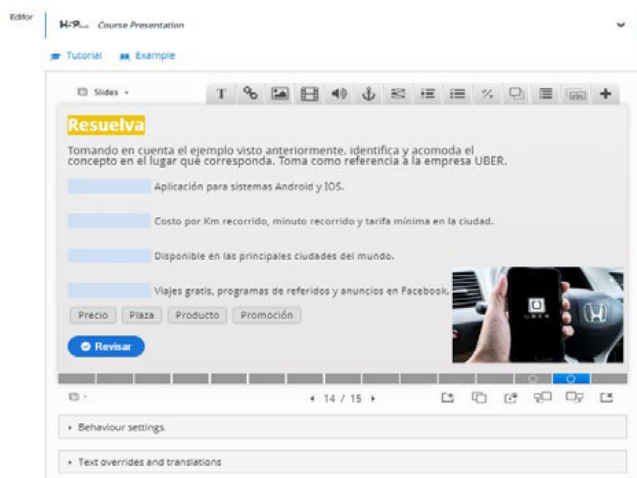 Editor
H-P... Course Presentation
Tutorial Example
Slides
T
Resuelva
Tomando en cuenta el ejemplo visto anteriormente, identifica y acomoda el
concepto en el lugar que corresponda. Toma como referencia a la empresa UBER.
Aplicación para sistemas Android y IOS.
Costo por Km recorrido, minuto recorrido y tarifa mínima en la ciudad.
Disponible en las principales ciudades del mundo.
Viajes gratis, programas de referidos y anuncios en Facebook.
Precio Plaza Producto Promoción
UBER
Revisar
14 / 15
Behaviour settings.
Text overrides and translations